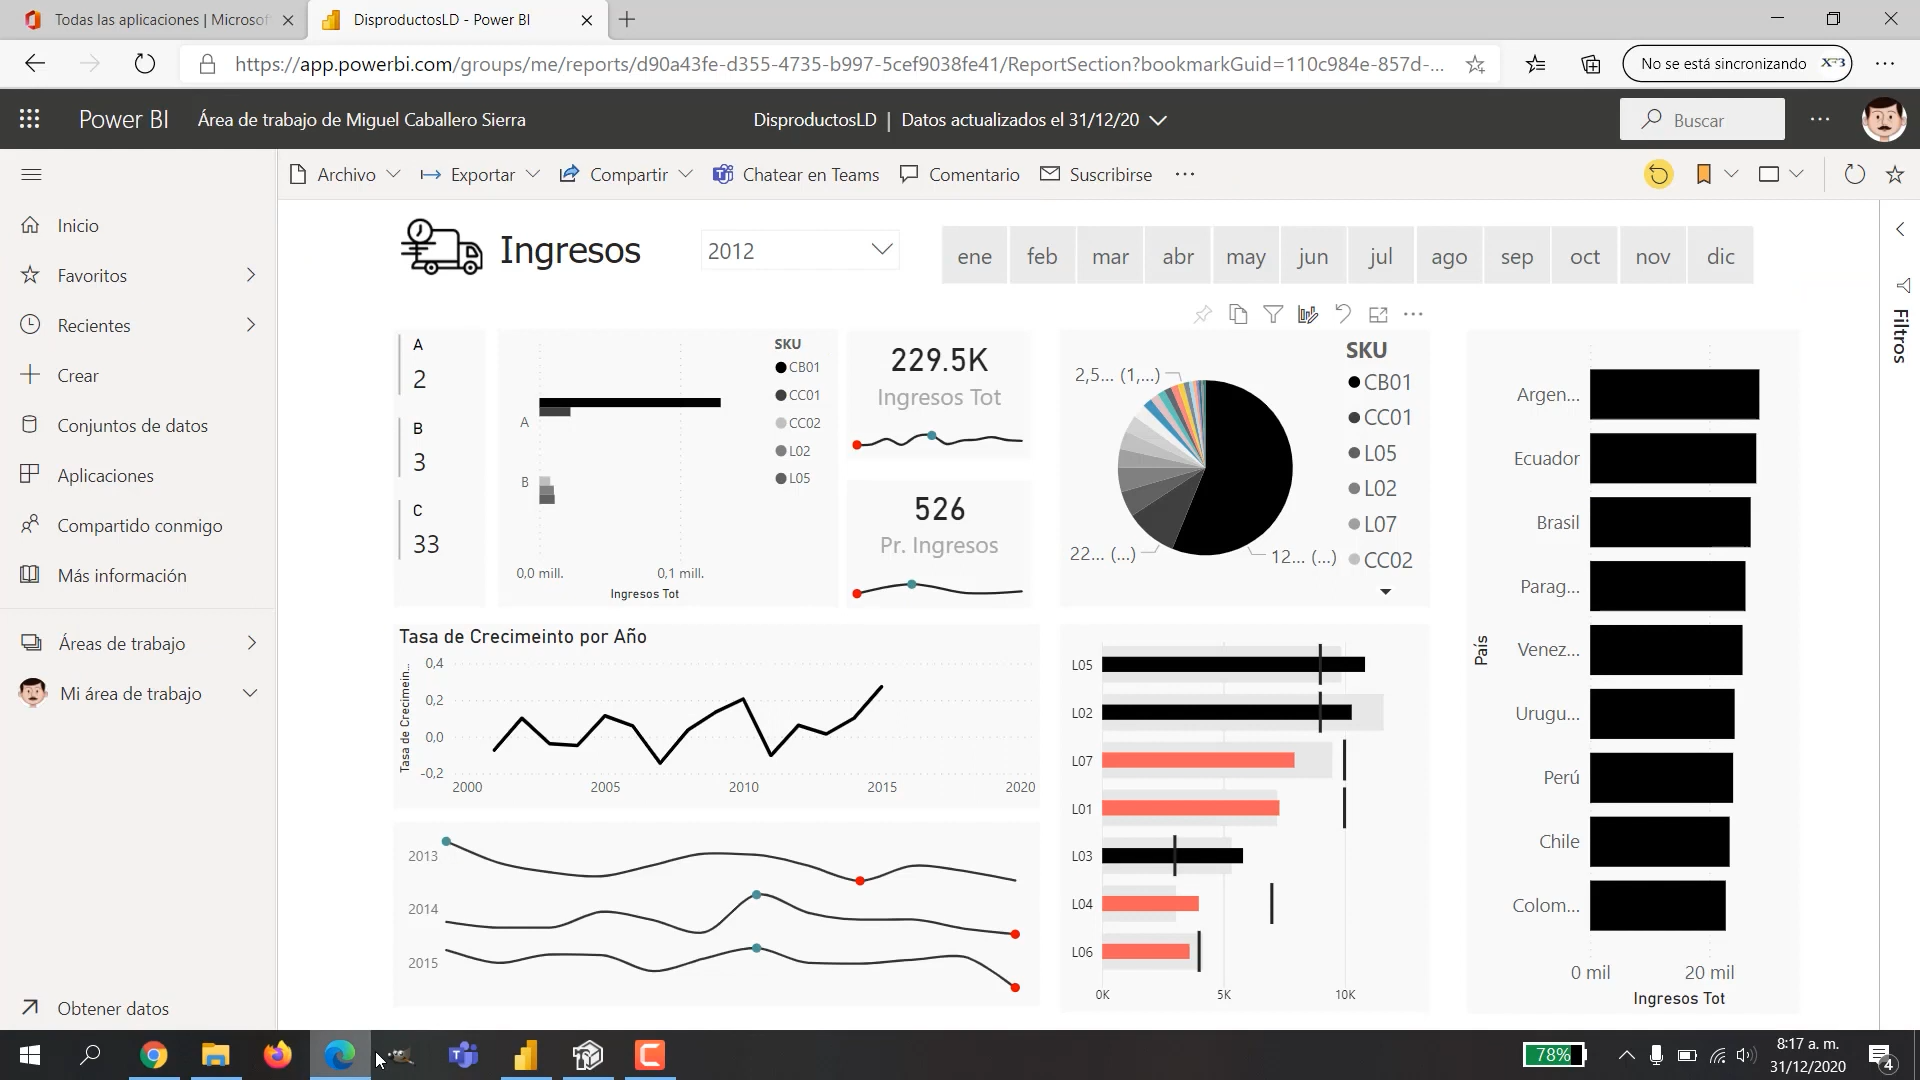 Todas las aplicaciones | Microsof
DisproductosLD - Power BI
https://app.powerbi.com/groups/me/reports/d90a43fe-d355-4735-b997-5cef9038fe41/ReportSection?bookmarkGuid=110c984e-857d-...
No se está sincronizando
Power BI
Área de trabajo de Miguel Caballero Sierra
DisproductosLD | Datos actualizados el 31/12/20
Buscar
Archivo
Exportar
Compartir
Chatear en Teams
Comentario
Suscribirse
Inicio
Favoritos
Recientes
Crear
Conjuntos de datos
Aplicaciones
Compartido conmigo
Más información
Áreas de trabajo
Mi área de trabajo
Obtener datos
Ingresos
2012
ene feb mar abr may jun jul ago sep oct nov dic
Filtros
A
2
B
3
C
33
A
B
0,0 mill. 0,1 mill.
Ingresos Tot
SKU
CB01
CC01
CC02
L02
L05
229.5K
Ingresos Tot
526
Pr. Ingresos
2,5... (1,...)
22... (...)
12... (...)
SKU
CB01
CC01
L05
L02
L07
CC02
Tasa de Crecimeinto por Año
Tasa de Crecimein...
0,4
0,2
0,0
-0,2
2000 2005 2010 2015 2020
2013
2014
2015
L05
L02
L07
L01
L03
L04
L06
0K 5K 10K
País
Argen...
Ecuador
Brasil
Parag...
Venez...
Urugu...
Perú
Chile
Colom...
0 mil 20 mil
Ingresos Tot
78%
8:17 a. m.
31/12/2020
4